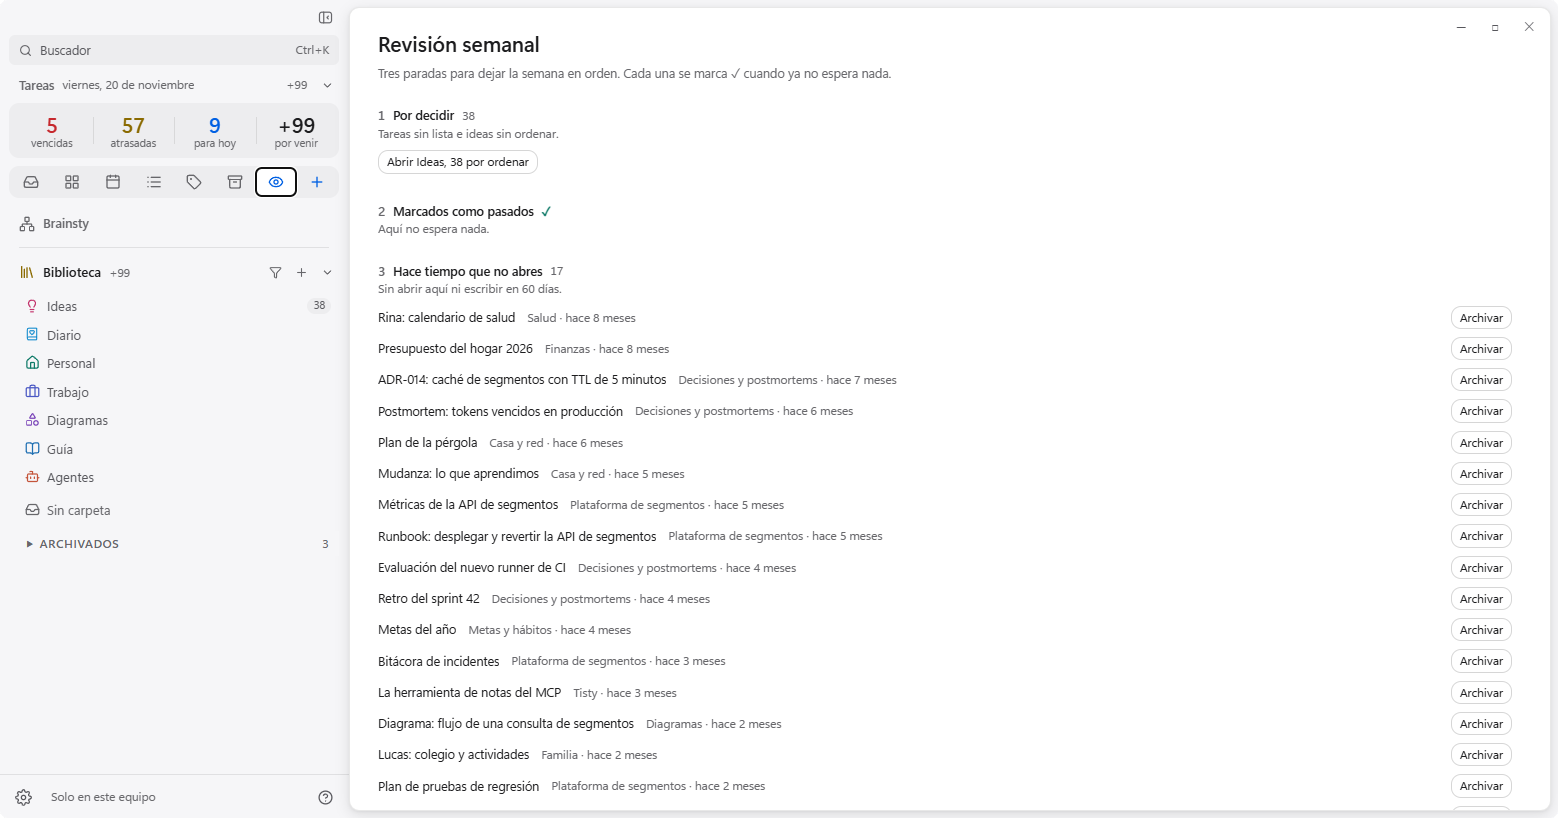 Buscador Ctrl+K
Tareas viernes, 20 de noviembre +99
5 57 9 +99
vencidas atrasadas para hoy por venir
Brainsty
Biblioteca +99
Ideas 38
Diario
Personal
Trabajo
Diagramas
Guía
Agentes
Sin carpeta
ARCHIVADOS 3
Solo en este equipo
Revisión semanal
Tres paradas para dejar la semana en orden. Cada una se marca ✓ cuando ya no espera nada.
1 Por decidir 38
Tareas sin lista e ideas sin ordenar.
Abrir Ideas, 38 por ordenar
2 Marcados como pasados ✓
Aquí no espera nada.
3 Hace tiempo que no abres 17
Sin abrir aquí ni escribir en 60 días.
Rina: calendario de salud Salud · hace 8 meses Archivar
Presupuesto del hogar 2026 Finanzas · hace 8 meses Archivar
ADR-014: caché de segmentos con TTL de 5 minutos Decisiones y postmortems · hace 7 meses Archivar
Postmortem: tokens vencidos en producción Decisiones y postmortems · hace 6 meses Archivar
Plan de la pérgola Casa y red · hace 6 meses Archivar
Mudanza: lo que aprendimos Casa y red · hace 5 meses Archivar
Métricas de la API de segmentos Plataforma de segmentos · hace 5 meses Archivar
Runbook: desplegar y revertir la API de segmentos Plataforma de segmentos · hace 5 meses Archivar
Evaluación del nuevo runner de CI Decisiones y postmortems · hace 4 meses Archivar
Retro del sprint 42 Decisiones y postmortems · hace 4 meses Archivar
Metas del año Metas y hábitos · hace 4 meses Archivar
Bitácora de incidentes Plataforma de segmentos · hace 3 meses Archivar
La herramienta de notas del MCP Tisty · hace 3 meses Archivar
Diagrama: flujo de una consulta de segmentos Diagramas · hace 2 meses Archivar
Lucas: colegio y actividades Familia · hace 2 meses Archivar
Plan de pruebas de regresión Plataforma de segmentos · hace 2 meses Archivar